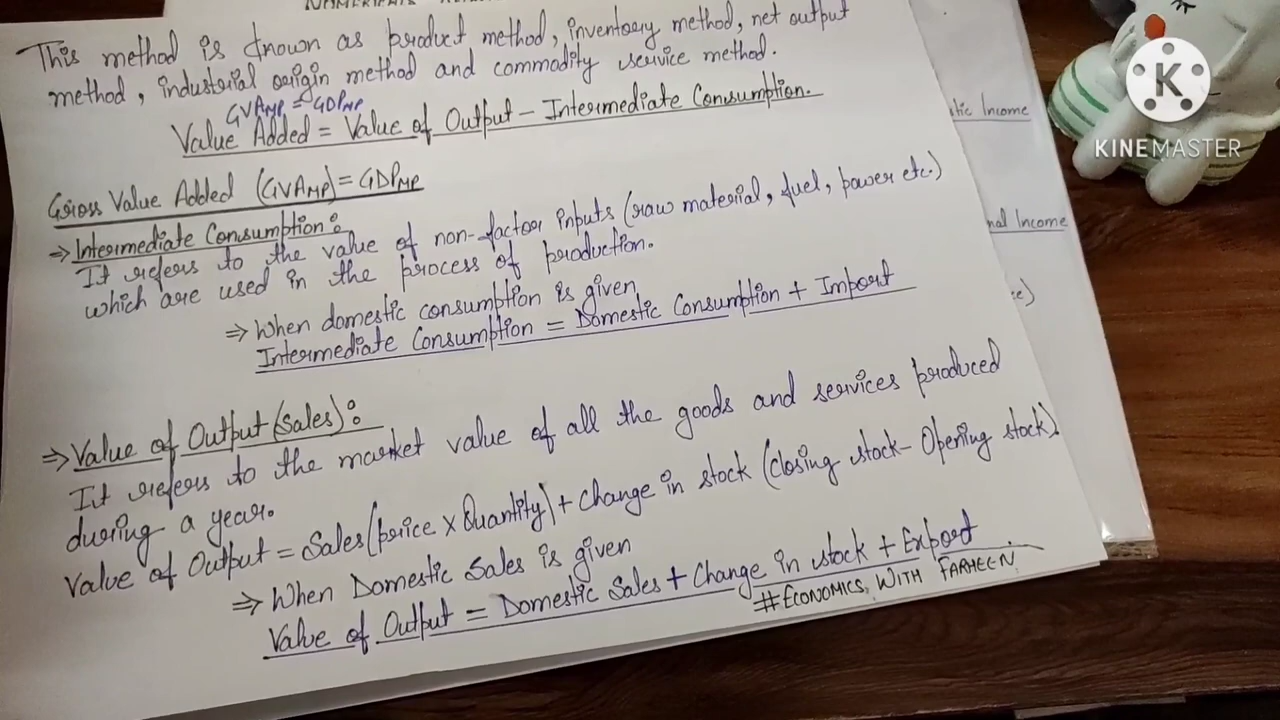 This method is known as product method, inventory method, net output
method, industrial origin method and commodity service method.
GVAMP = GDPMP
Value Added = Value of Output - Intermediate Consumption.
Gross Value Added (GVAMP) = GDPMP
⇒ Intermediate Consumption:
It refers to the value of non-factor inputs (raw material, fuel, power etc.)
which are used in the process of production.
⇒ When domestic consumption is given
Intermediate Consumption = Domestic Consumption + Import
⇒ Value of Output (Sales):
It refers to the market value of all the goods and services produced
during a year.
Value of Output = Sales (price x Quantity) + Change in stock (closing stock - Opening stock).
⇒ When Domestic Sales is given
Value of Output = Domestic Sales + Change in stock + Export
#ECONOMICS WITH FARHEEN
Income
Income
K
KINEMASTER